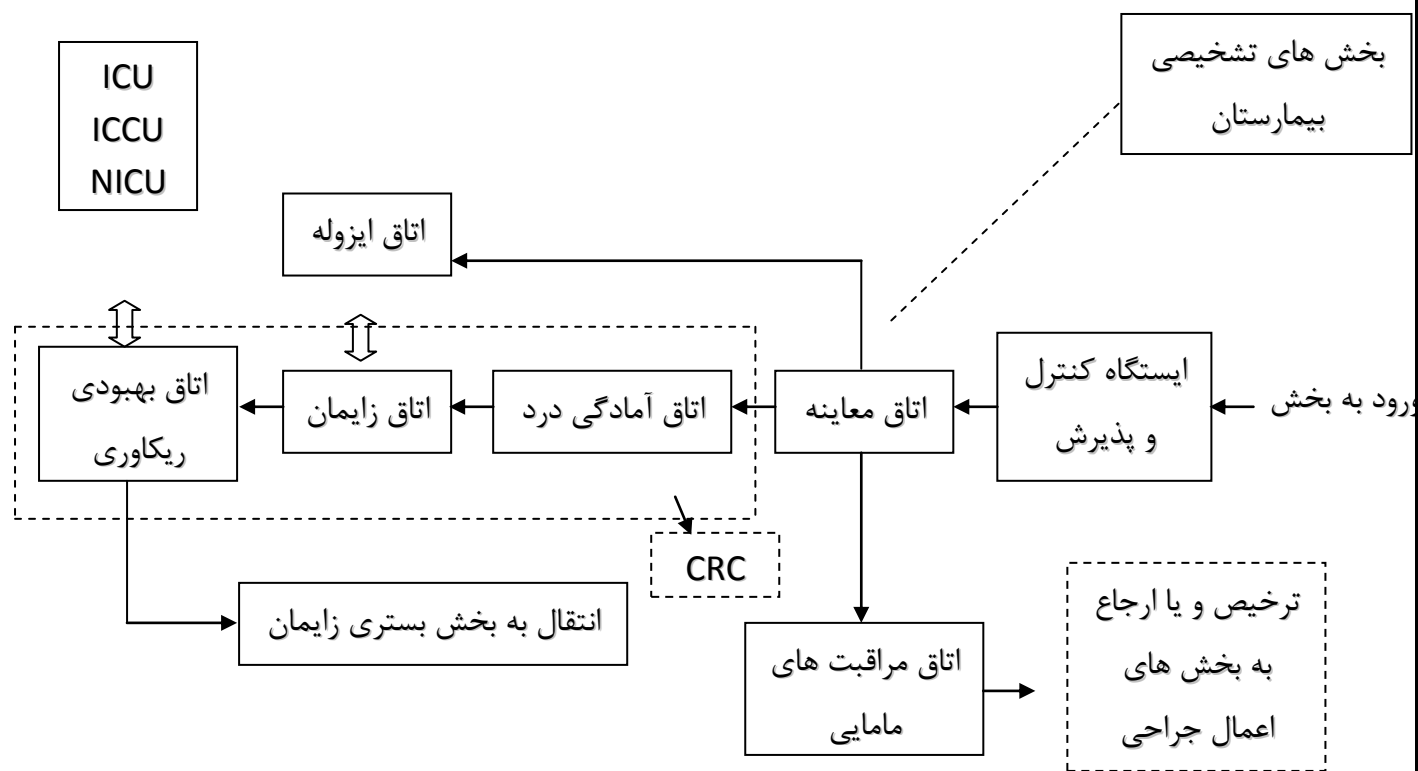 بخش های تشخیصی
بیمارستان
ICU
ICCU
NICU
اتاق ایزوله
ورود به بخش
ایستگاه کنترل
و پذیرش
اتاق معاینه
اتاق آمادگی درد
اتاق زایمان
اتاق بهبودی
ریکاوری
CRC
انتقال به بخش بستری زایمان
اتاق مراقبت های
مامایی
ترخیص و یا ارجاع
به بخش های
اعمال جراحی